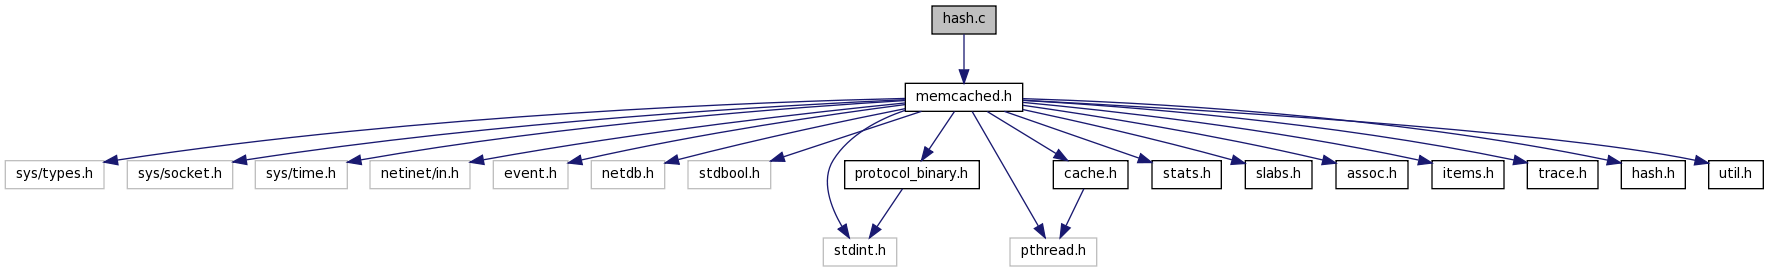 hash.c
memcached.h
sys/types.h
sys/socket.h
sys/time.h
netinet/in.h
event.h
netdb.h
stdbool.h
protocol_binary.h
cache.h
stats.h
slabs.h
assoc.h
items.h
trace.h
hash.h
util.h
stdint.h
pthread.h